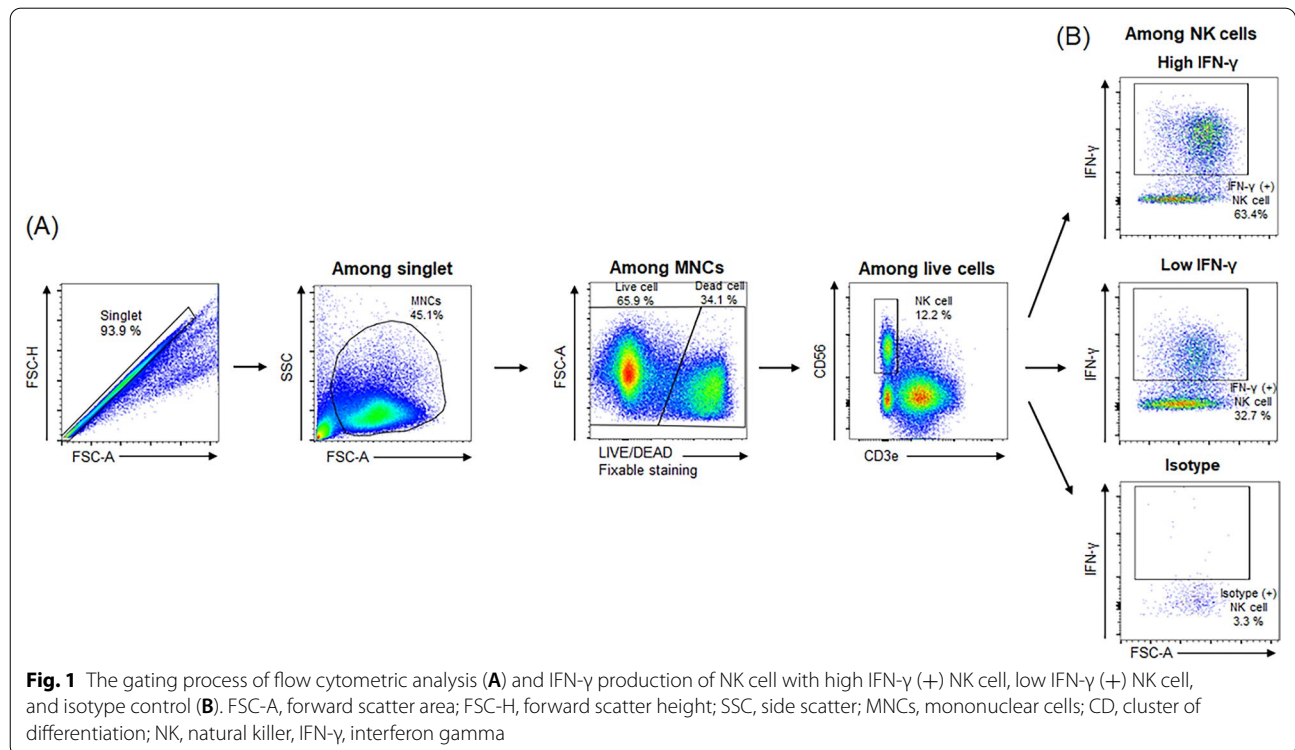 (A)
FSC-H
Singlet
93.9 %
FSC-A
Among singlet
SSC
MNCs
45.1%
FSC-A
Among MNCs
FSC-A
Live cell
65.9 %
Dead cell
34.1 %
LIVE/DEAD
Fixable staining
Among live cells
CD56
NK cell
12.2 %
CD3e
(B)
Among NK cells
High IFN-γ
IFN-γ
IFN-γ (+)
NK cell
63.4%
Low IFN-γ
IFN-γ
IFN-γ (+)
NK cell
32.7 %
Isotype
IFN-γ
Isotype (+)
NK cell
3.3 %
FSC-A
Fig. 1 The gating process of flow cytometric analysis (A) and IFN-γ production of NK cell with high IFN-γ (+) NK cell, low IFN-γ (+) NK cell,
and isotype control (B). FSC-A, forward scatter area; FSC-H, forward scatter height; SSC, side scatter; MNCs, mononuclear cells; CD, cluster of
differentiation; NK, natural killer, IFN-γ, interferon gamma